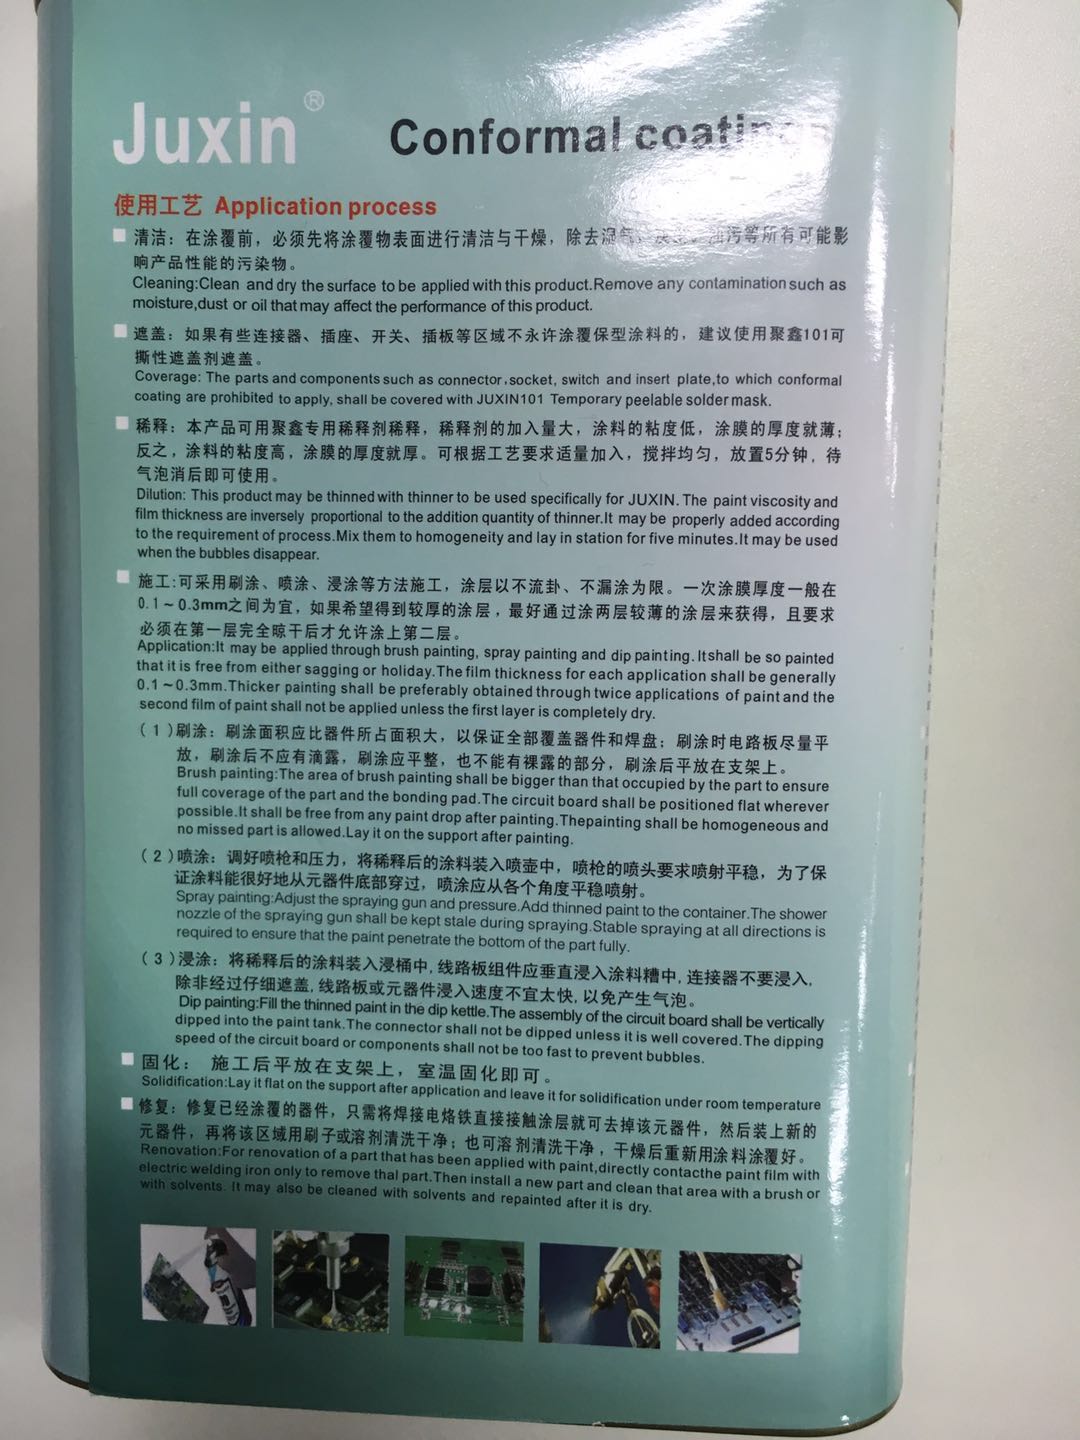 Juxin®
Conformal coatings
使用工艺 Application process
清洁：在涂覆前，必须先将涂覆物表面进行清洁与干燥，除去湿气、灰尘、油污等所有可能影
响产品性能的污染物。
Cleaning:Clean and dry the surface to be applied with this product.Remove any contamination such as
moisture,dust or oil that may affect the performance of this product.
遮盖：如果有些连接器、插座、开关、插板等区域不永许涂覆保型涂料的，建议使用聚鑫101可
撕性遮盖剂遮盖。
Coverage: The parts and components such as connector,socket, switch and insert plate,to which conformal
coating are prohibited to apply, shall be covered with JUXIN101 Temporary peelable solder mask.
稀释：本产品可用聚鑫专用稀释剂稀释，稀释剂的加入量大，涂料的粘度低，涂膜的厚度就薄；
反之，涂料的粘度高，涂膜的厚度就厚。可根据工艺要求适量加入，搅拌均匀，放置5分钟，待
气泡消后即可使用。
Dilution: This product may be thinned with thinner to be used specifically for JUXIN. The paint viscosity and
film thickness are inversely proportional to the addition quantity of thinner.It may be properly added according
to the requirement of process.Mix them to homogeneity and lay in station for five minutes.It may be used
when the bubbles disappear.
施工:可采用刷涂、喷涂、浸涂等方法施工，涂层以不流卦、不漏涂为限。一次涂膜厚度一般在
0.1～0.3mm之间为宜，如果希望得到较厚的涂层，最好通过涂两层较薄的涂层来获得，且要求
必须在第一层完全晾干后才允许涂上第二层。
Application:It may be applied through brush painting, spray painting and dip painting. Itshall be so painted
that it is free from either sagging or holiday.The film thickness for each application shall be generally
0.1～0.3mm.Thicker painting shall be preferably obtained through twice applications of paint and the
second film of paint shall not be applied unless the first layer is completely dry.
（1）刷涂：刷涂面积应比器件所占面积大，以保证全部覆盖器件和焊盘；刷涂时电路板尽量平
放，刷涂后不应有滴露，刷涂应平整，也不能有裸露的部分，刷涂后平放在支架上。
Brush painting:The area of brush painting shall be bigger than that occupied by the part to ensure
full coverage of the part and the bonding pad.The circuit board shall be positioned flat wherever
possible.It shall be free from any paint drop after painting.Thepainting shall be homogeneous and
no missed part is allowed.Lay it on the support after painting.
（2）喷涂：调好喷枪和压力，将稀释后的涂料装入喷壶中，喷枪的喷头要求喷射平稳，为了保
证涂料能很好地从元器件底部穿过，喷涂应从各个角度平稳喷射。
Spray painting:Adjust the spraying gun and pressure.Add thinned paint to the container.The shower
nozzle of the spraying gun shall be kept stale during spraying.Stable spraying at all directions is
required to ensure that the paint penetrate the bottom of the part fully.
（3）浸涂：将稀释后的涂料装入浸桶中,线路板组件应垂直浸入涂料糟中,连接器不要浸入,
除非经过仔细遮盖,线路板或元器件浸入速度不宜太快,以免产生气泡。
Dip painting:Fill the thinned paint in the dip kettle.The assembly of the circuit board shall be vertically
dipped into the paint tank.The connector shall not be dipped unless it is well covered.The dipping
speed of the circuit board or components shall not be too fast to prevent bubbles.
固化： 施工后平放在支架上，室温固化即可。
Solidification:Lay it flat on the support after application and leave it for solidification under room temperature
修复：修复已经涂覆的器件，只需将焊接电烙铁直接接触涂层就可去掉该元器件，然后装上新的
元器件，再将该区域用刷子或溶剂清洗干净；也可溶剂清洗干净，干燥后重新用涂料涂覆好。
Renovation:For renovation of a part that has been applied with paint,directly contacthe paint film with
electric welding iron only to remove thal part.Then install a new part and clean that area with a brush or
with solvents. It may also be cleaned with solvents and repainted after it is dry.